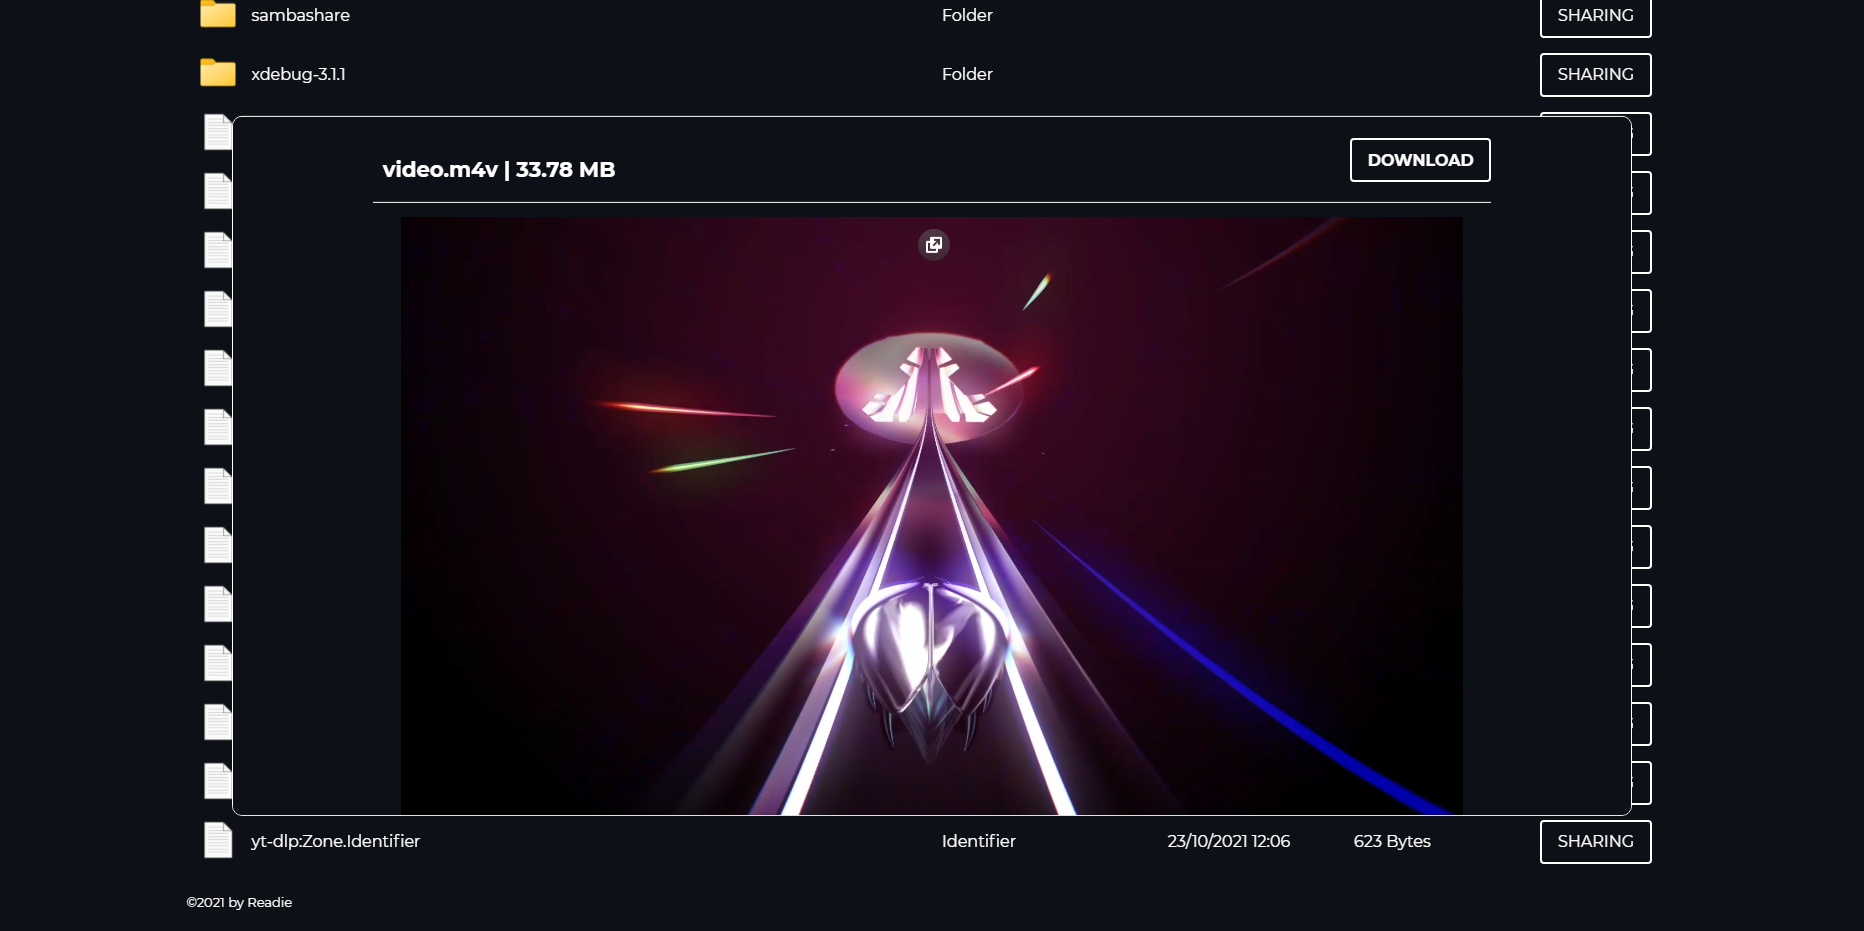 sambashare Folder SHARING
xdebug-3.1.1 Folder SHARING
video.m4v | 33.78 MB DOWNLOAD
yt-dlp:Zone.Identifier Identifier 23/10/2021 12:06 623 Bytes SHARING
©2021 by Readie